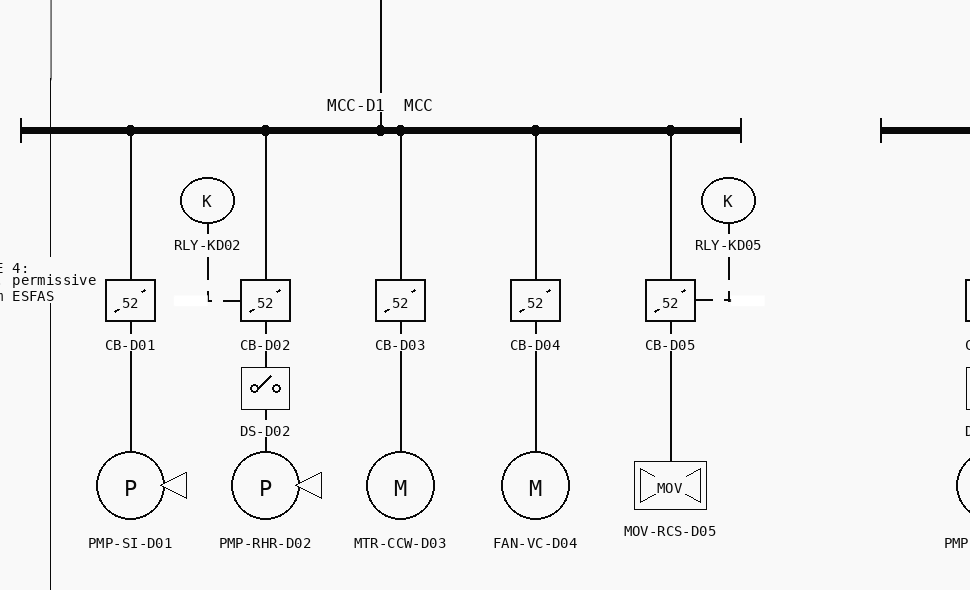 MCC-D1  MCC
K
K
RLY-KD02
RLY-KD05
E 4:
permissive
ESFAS
52
52
52
52
52
CB-D01
CB-D02
CB-D03
CB-D04
CB-D05
DS-D02
P
P
M
M
MOV
MOV-RCS-D05
PMP-SI-D01
PMP-RHR-D02
MTR-CCW-D03
FAN-VC-D04
PMP